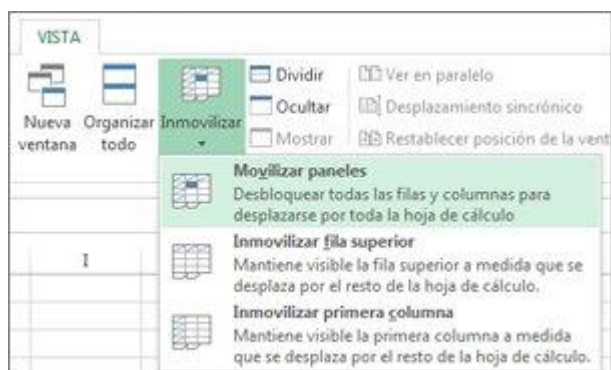 VISTA
Nueva ventana
Organizar todo
Inmovilizar
Dividir
Ocultar
Mostrar
Ver en paralelo
Desplazamiento sincrónico
Restablecer posición de la vent
Movilizar paneles
Desbloquear todas las filas y columnas para
desplazarse por toda la hoja de cálculo
Inmovilizar fila superior
Mantiene visible la fila superior a medida que se
desplaza por el resto de la hoja de cálculo.
Inmovilizar primera columna
Mantiene visible la primera columna a medida
que se desplaza por el resto de la hoja de cálculo.
I